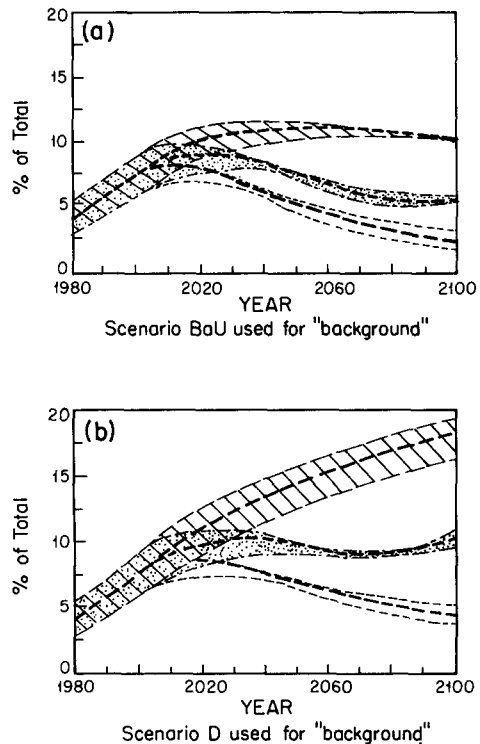 (a)
20
15
10
5
0
% of Total
1980 2020 2060 2100
YEAR
Scenario BaU used for "background"
(b)
20
15
10
5
0
% of Total
1980 2020 2060 2100
YEAR
Scenario D used for "background"